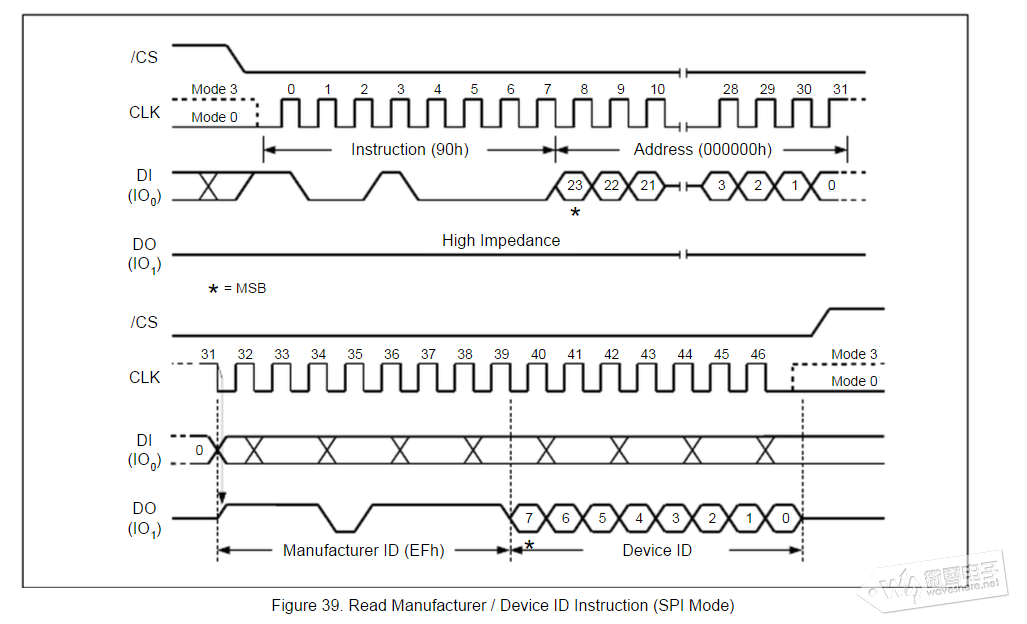 /CS
Mode 3 0 1 2 3 4 5 6 7 8 9 10 28 29 30 31
CLK
Mode 0
Instruction (90h) Address (000000h)
DI
(IO0)
23 22 21 3 2 1 0
*
High Impedance
DO
(IO1)
* = MSB
/CS
31 32 33 34 35 36 37 38 39 40 41 42 43 44 45 46 Mode 3
CLK
Mode 0
DI
(IO0)
0
DO
(IO1)
7 6 5 4 3 2 1 0
*
Manufacturer ID (EFh) Device ID
微雪电子
waveshare.net
Figure 39. Read Manufacturer / Device ID Instruction (SPI Mode)